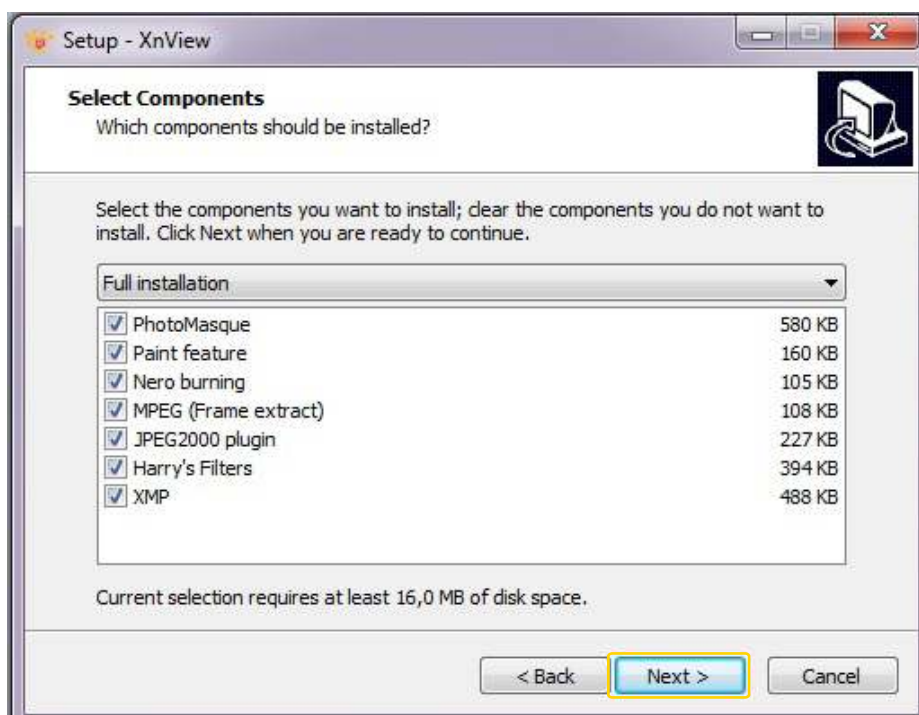 Setup - XnView
Select Components
Which components should be installed?
Select the components you want to install; clear the components you do not want to
install. Click Next when you are ready to continue.
Full installation
PhotoMasque 580 KB
Paint feature 160 KB
Nero burning 105 KB
MPEG (Frame extract) 108 KB
JPEG2000 plugin 227 KB
Harry's Filters 394 KB
XMP 488 KB
Current selection requires at least 16,0 MB of disk space.
< Back Next > Cancel